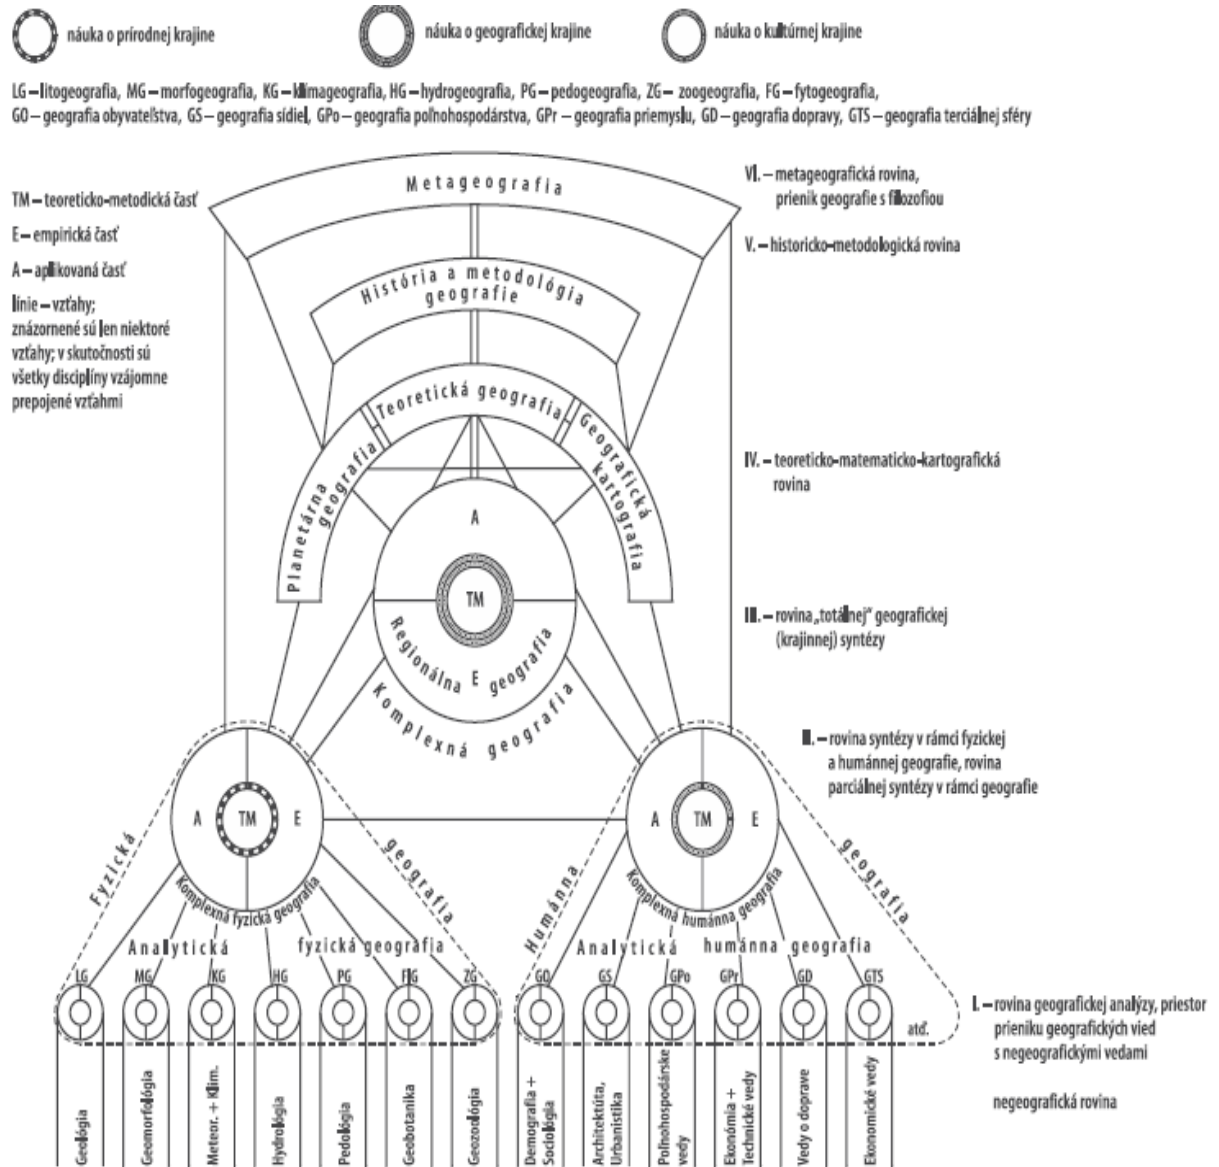 náuka o prírodnej krajine
náuka o geografickej krajine
náuka o kultúrnej krajine
LG – litogeografia, MG – morfogeografia, KG – klimageografia, HG – hydrogeografia, PG – pedogeografia, ZG – zoogeografia, FG – fytogeografia,
GO – geografia obyvateľstva, GS – geografia sídiel, GPo – geografia poľnohospodárstva, GPr – geografia priemyslu, GD – geografia dopravy, GTS – geografia terciálnej sféry
TM – teoreticko-metodická časť
E – empirická časť
A – aplikovaná časť
línie – vzťahy;
znázornené sú len niektoré
vzťahy; v skutočnosti sú
všetky disciplíny vzájomne
prepojené vzťahmi
VI. – metageografická rovina,
prienik geografie s filozofiou
V. – historicko-metodologická rovina
IV. – teoreticko-matematicko-kartografická
rovina
III. – rovina „totálnej" geografickej
(krajinnej) syntézy
II. – rovina syntézy v rámci fyzickej
a humánnej geografie, rovina
parciálnej syntézy v rámci geografie
I. – rovina geografickej analýzy, priestor
prieniku geografických vied
s negeografickými vedami
negeografická rovina
Metageografia
História a metodológia
geografie
Teoretická geografia
Planetárna
geografia
Geografická
kartografia
A
TM
Regionálna E geografia
Komplexná geografia
Fyzická geografia
A TM E
Komplexná fyzická geografia
Analytická fyzická geografia
LG MG KG HG PG FG ZG
Humánna geografia
A TM E
Komplexná humánna geografia
Analytická humánna geografia
GO GS GPo GPr GD GTS
atď.
Geológia
Geomorfológia
Meteor. + Klim.
Hydrológia
Pedológia
Geobotanika
Geozoológia
Demografia +
Sociológia
Architektúta,
Urbanistika
Poľnohospodárske
vedy
Ekonómia +
Technické vedy
Vedy o doprave
Ekonomické vedy